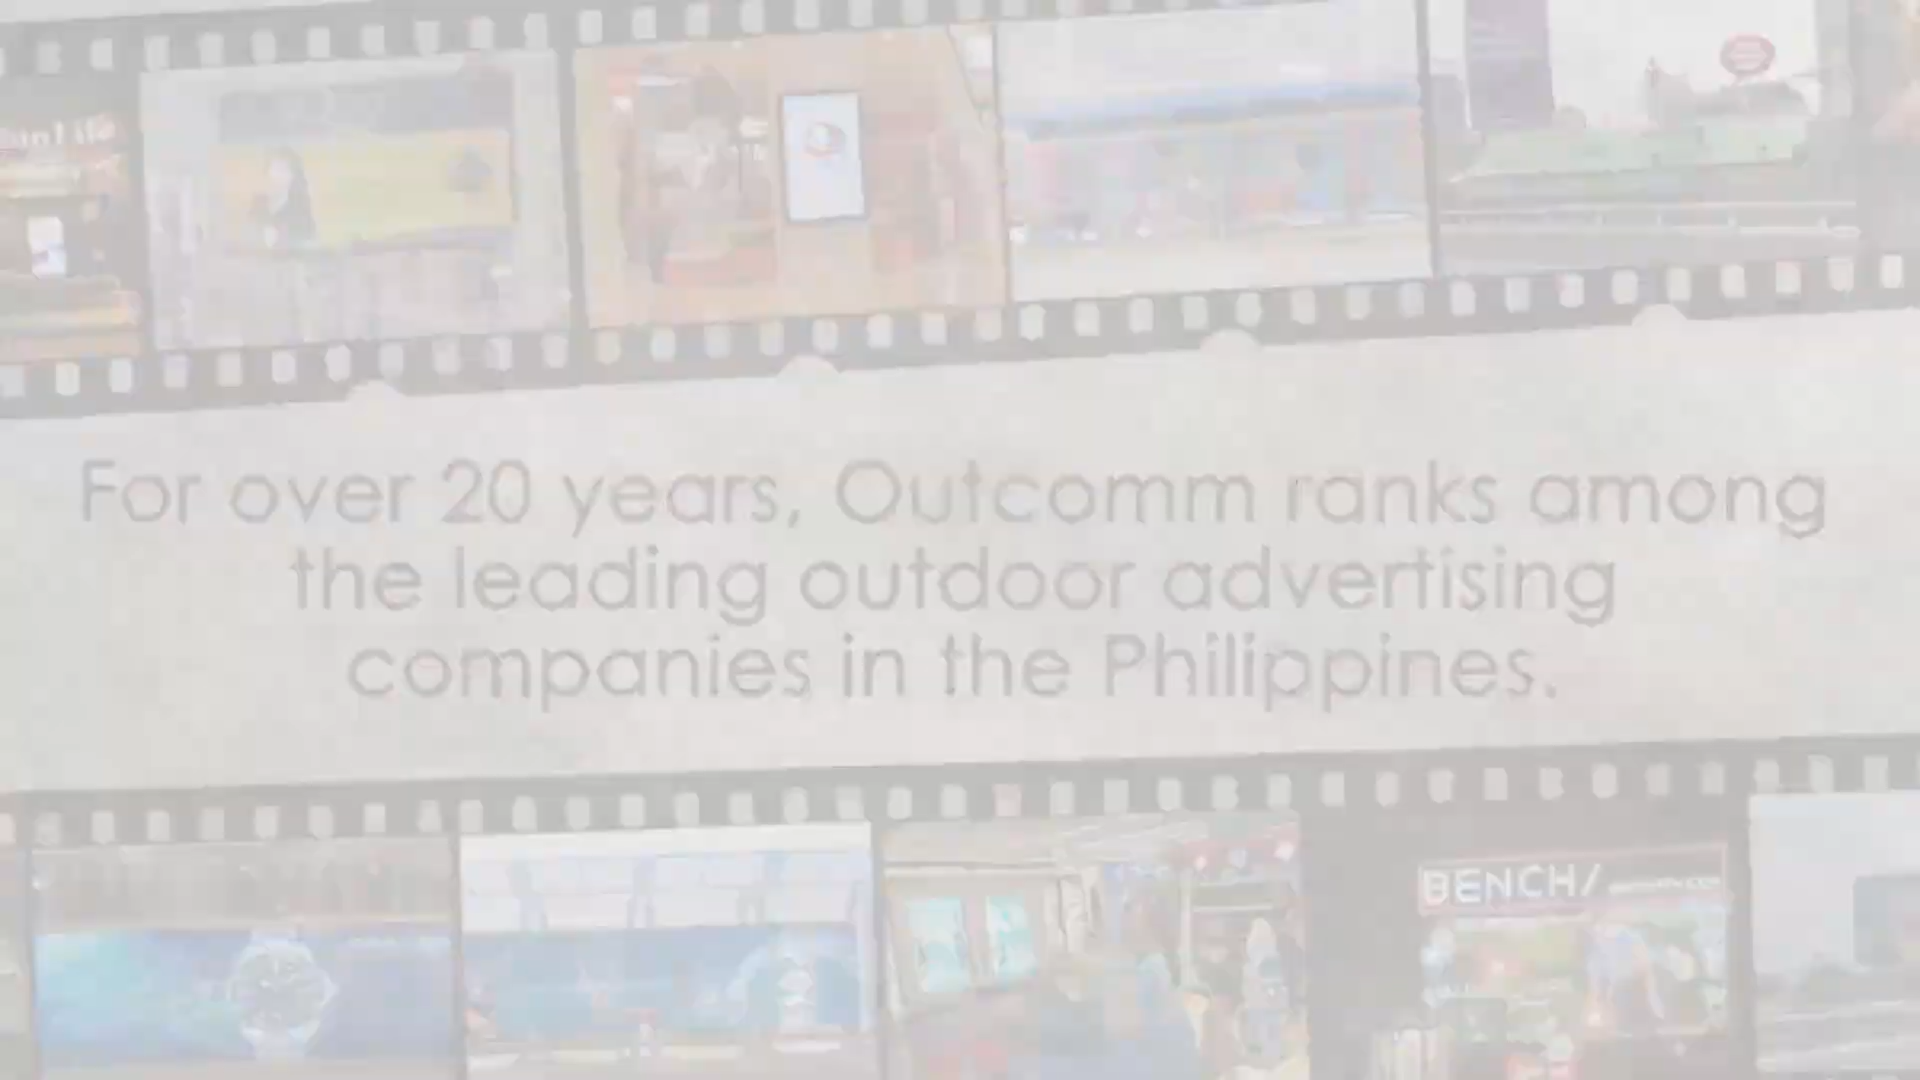 For over 20 years, Outcomm ranks among
the leading outdoor advertising
companies in the Philippines.
BENCH/